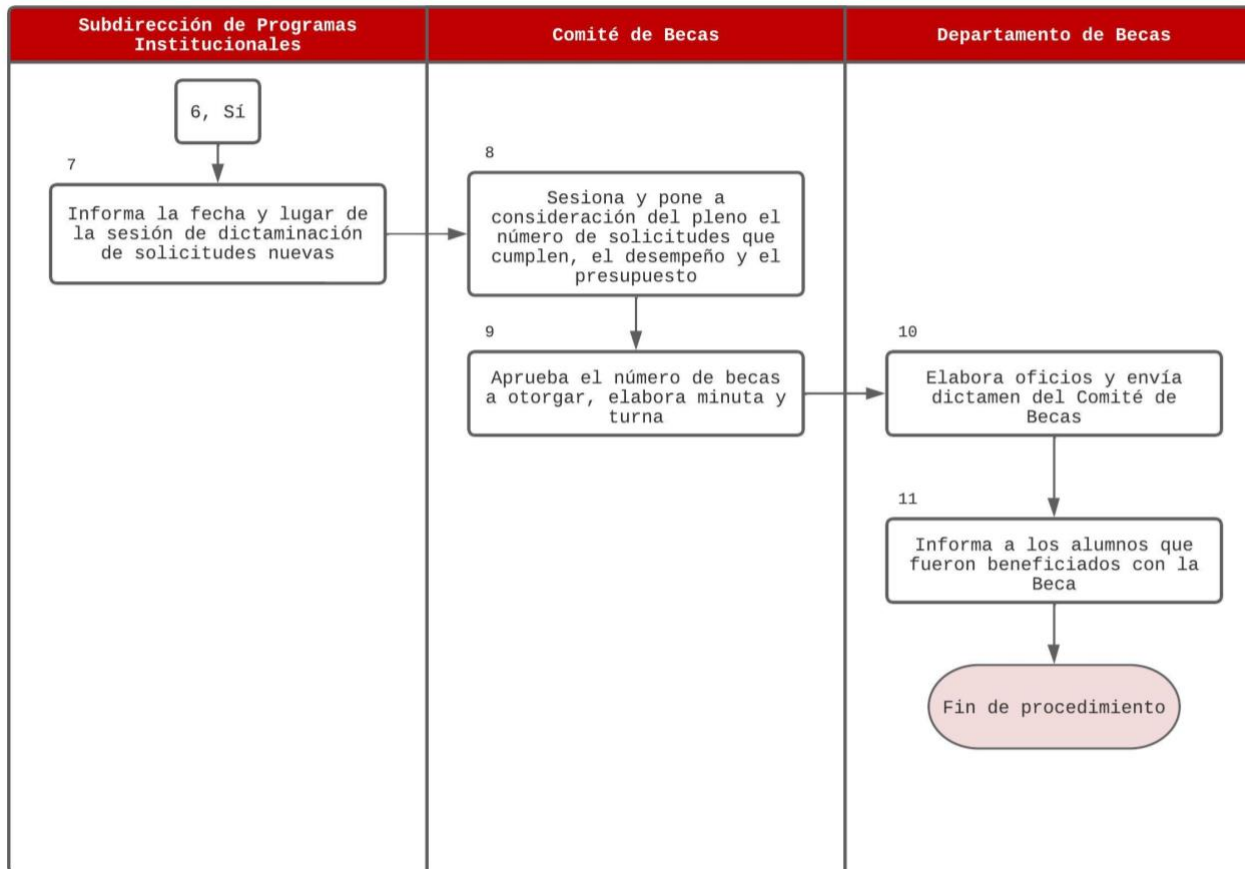 Subdirección de Programas
Institucionales
Comité de Becas
Departamento de Becas
6, Sí
7
Informa la fecha y lugar de
la sesión de dictaminación
de solicitudes nuevas
8
Sesiona y pone a
consideración del pleno el
número de solicitudes que
cumplen, el desempeño y el
presupuesto
9
Aprueba el número de becas
a otorgar, elabora minuta y
turna
10
Elabora oficios y envía
dictamen del Comité de
Becas
11
Informa a los alumnos que
fueron beneficiados con la
Beca
Fin de procedimiento